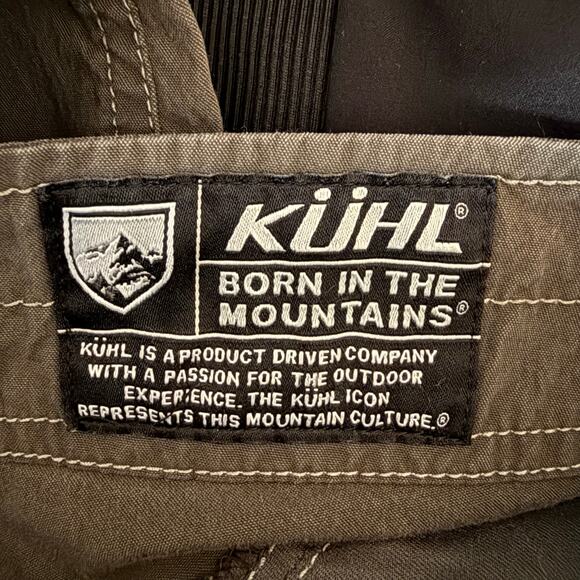 KÜHL®
BORN IN THE
MOUNTAINS®
KÜHL IS A PRODUCT DRIVEN COMPANY
WITH A PASSION FOR THE OUTDOOR
EXPERIENCE. THE KÜHL ICON
REPRESENTS THIS MOUNTAIN CULTURE.®